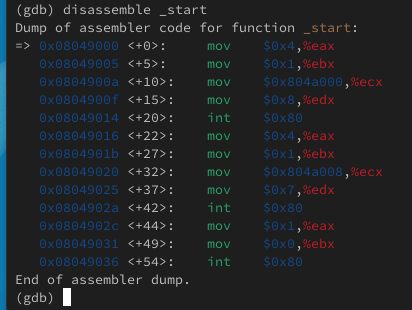 (gdb) disassemble _start
Dump of assembler code for function _start:
=> 0x08049000 <+0>:     mov    $0x4,%eax
   0x08049005 <+5>:     mov    $0x1,%ebx
   0x0804900a <+10>:    mov    $0x804a000,%ecx
   0x0804900f <+15>:    mov    $0x8,%edx
   0x08049014 <+20>:    int    $0x80
   0x08049016 <+22>:    mov    $0x4,%eax
   0x0804901b <+27>:    mov    $0x1,%ebx
   0x08049020 <+32>:    mov    $0x804a008,%ecx
   0x08049025 <+37>:    mov    $0x7,%edx
   0x0804902a <+42>:    int    $0x80
   0x0804902c <+44>:    mov    $0x1,%eax
   0x08049031 <+49>:    mov    $0x0,%ebx
   0x08049036 <+54>:    int    $0x80
End of assembler dump.
(gdb)